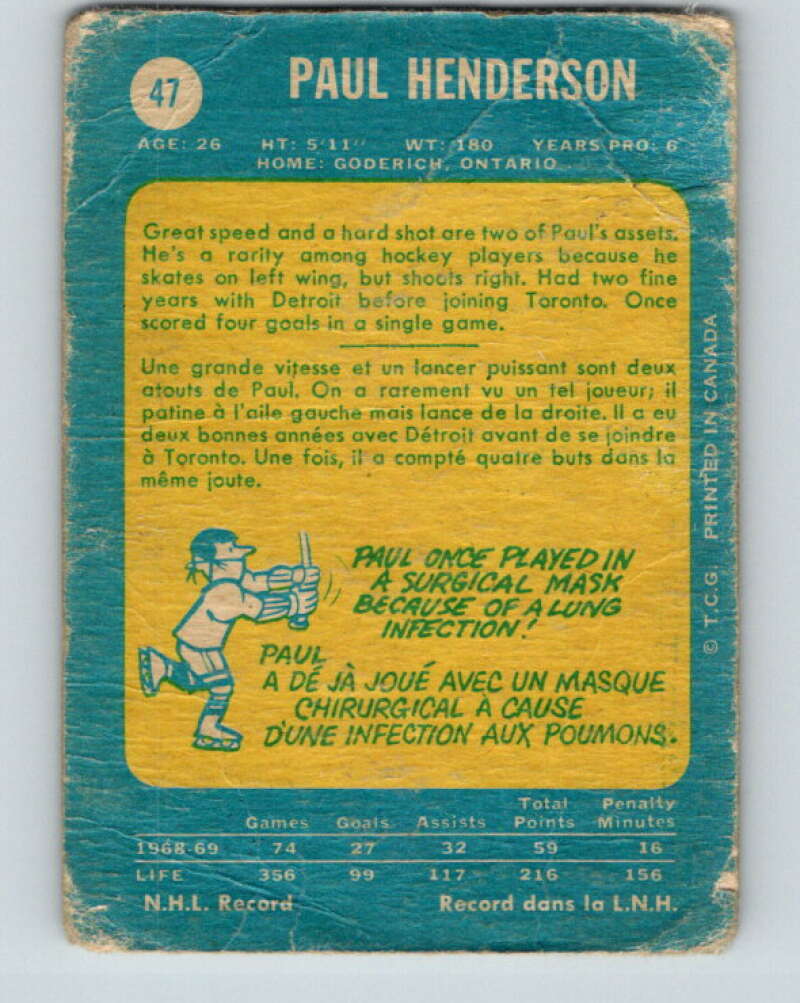 47
PAUL HENDERSON
AGE: 26 HT: 5'11" WT: 180 YEARS PRO: 6
HOME: GODERICH, ONTARIO
Great speed and a hard shot are two of Paul's assets.
He's a rarity among hockey players because he
skates on left wing, but shoots right. Had two fine
years with Detroit before joining Toronto. Once
scored four goals in a single game.
Une grande vitesse et un lancer puissant sont deux
atouts de Paul. On a rarement vu un tel joueur; il
patine à l'aile gauche mais lance de la droite. Il a eu
deux bonnes années avec Détroit avant de se joindre
à Toronto. Une fois, il a compté quatre buts dans la
même joute.
PAUL ONCE PLAYED IN
A SURGICAL MASK
BECAUSE OF A LUNG
INFECTION!
PAUL
A DÉ JÀ JOUÉ AVEC UN MASQUE
CHIRURGICAL À CAUSE
D'UNE INFECTION AUX POUMONS.
© T.C.G. PRINTED IN CANADA
Total Penalty
Games Goals Assists Points Minutes
1968-69 74 27 32 59 16
LIFE 356 99 117 216 156
N.H.L. Record Record dans la L.N.H.